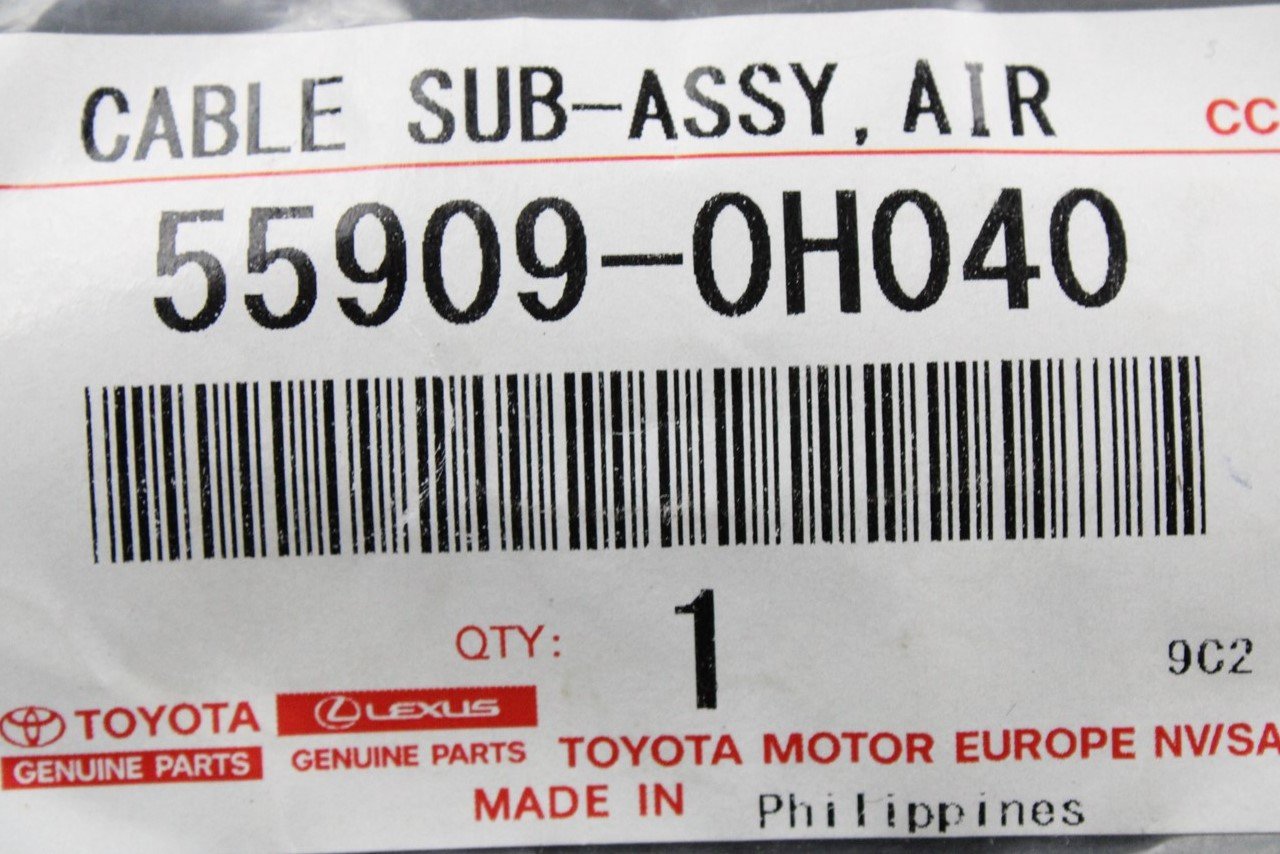 CABLE SUB-ASSY, AIR CC
55909-0H040
QTY: 1
9C2
TOYOTA
GENUINE PARTS
LEXUS
GENUINE PARTS
TOYOTA MOTOR EUROPE NV/SA
MADE IN Philippines